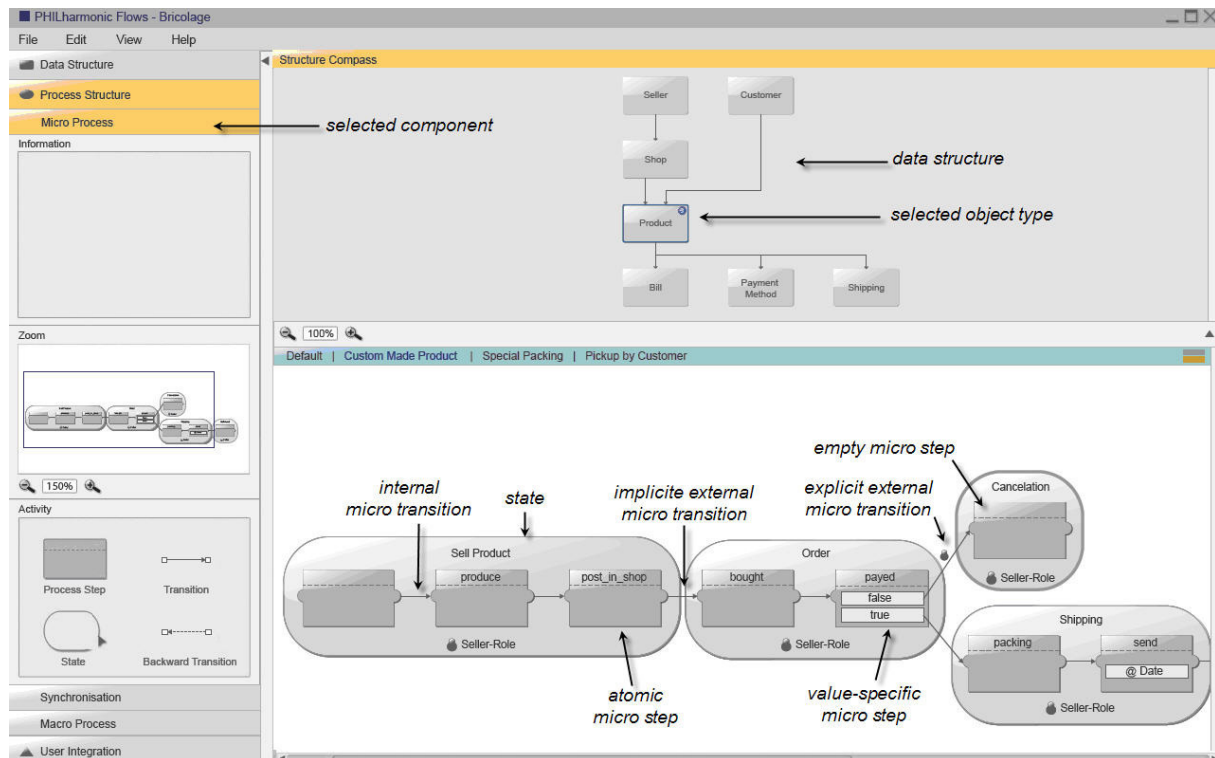 PHILharmonic Flows - Bricolage
File Edit View Help
Data Structure
Process Structure
Micro Process
selected component
Information
Structure Compass
Seller
Customer
Shop
data structure
Product
selected object type
Bill
Payment
Method
Shipping
Zoom
100%
Default | Custom Made Product | Special Packing | Pickup by Customer
150%
Activity
Process Step
Transition
State
Backward Transition
Synchronisation
Macro Process
User Integration
internal
micro transition
state
implicite external
micro transition
explicit external
micro transition
empty micro step
Sell Product
produce
post_in_shop
Seller-Role
atomic
micro step
Order
bought
payed
false
true
Seller-Role
value-specific
micro step
Cancelation
Seller-Role
Shipping
packing
send
@ Date
Seller-Role